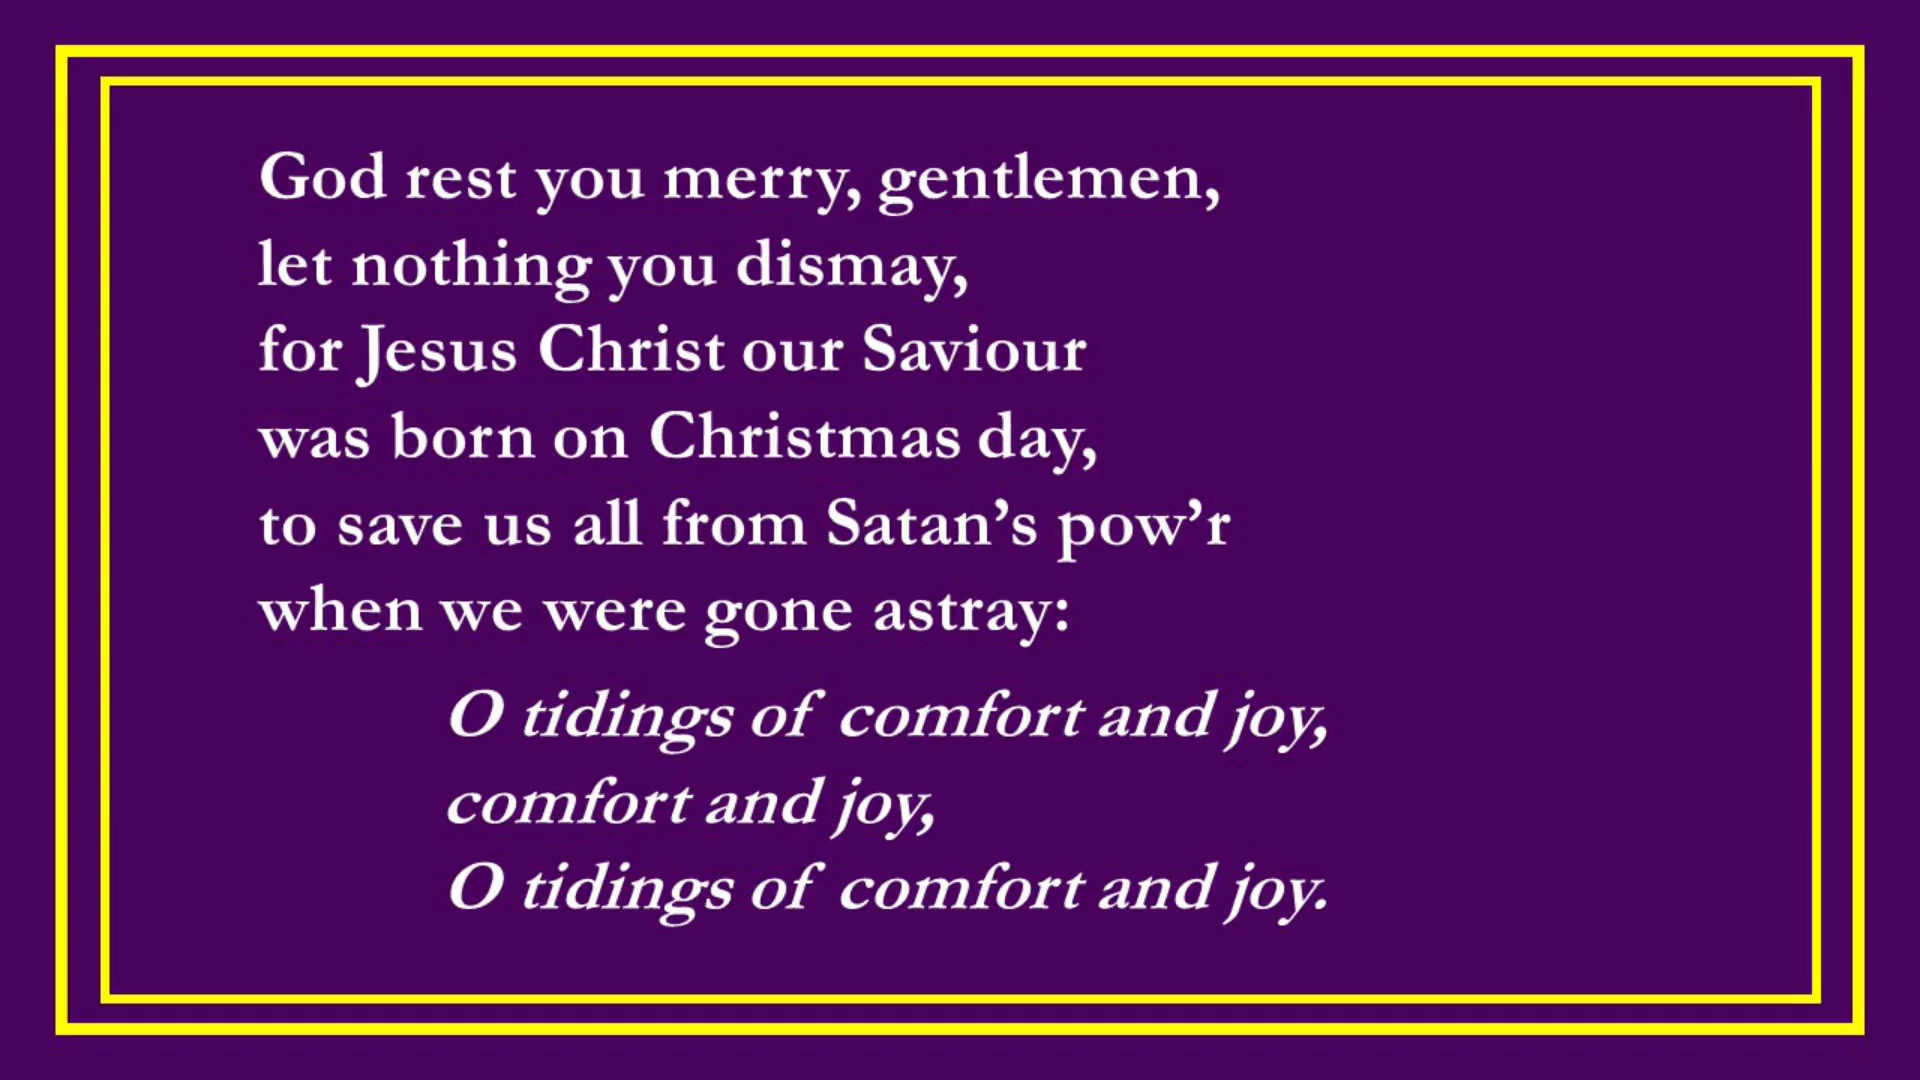 God rest you merry, gentlemen,
let nothing you dismay,
for Jesus Christ our Saviour
was born on Christmas day,
to save us all from Satan’s pow’r
when we were gone astray:
O tidings of comfort and joy,
comfort and joy,
O tidings of comfort and joy.